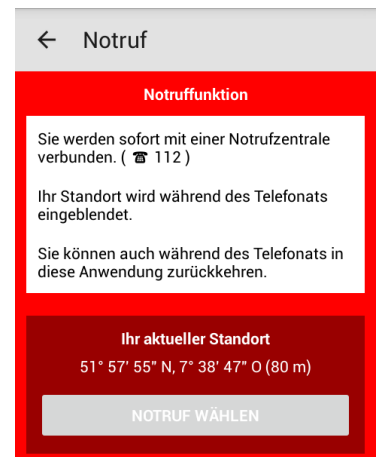 Notruf
Notruffunktion
Sie werden sofort mit einer Notrufzentrale
verbunden. ( ☎ 112 )
Ihr Standort wird während des Telefonats
eingeblendet.
Sie können auch während des Telefonats in
diese Anwendung zurückkehren.
Ihr aktueller Standort
51° 57' 55" N, 7° 38' 47" O (80 m)
NOTRUF WÄHLEN